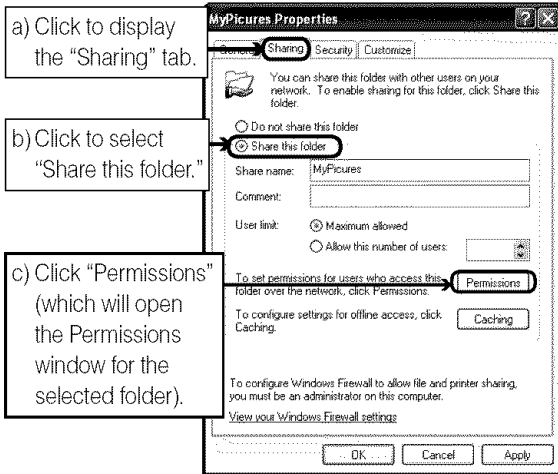 a) Click to display
the “Sharing” tab.
b) Click to select
“Share this folder.”
c) Click “Permissions”
(which will open
the Permissions
window for the
selected folder).
MyPicures Properties
General Sharing Security Customize
You can share this folder with other users on your
network. To enable sharing for this folder, click Share this
folder.
Do not share this folder
Share this folder
Share name: MyPicures
Comment:
User limit: Maximum allowed
Allow this number of users:
To set permissions for users who access this
folder over the network, click Permissions.
Permissions
To configure settings for offline access, click
Caching.
Caching
To configure Windows Firewall to allow file and printer sharing,
you must be an administrator on this computer.
View your Windows Firewall settings
OK Cancel Apply